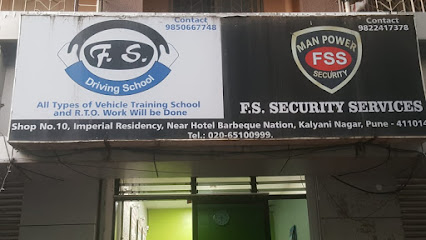 Contact
9850667748
F. S.
Driving School
All Types of Vehicle Training School
and R.T.O. Work Will be Done
Contact
9822417378
MAN POWER
FSS
SECURITY
F.S. SECURITY SERVICES
Shop No.10, Imperial Residency, Near Hotel Barbeque Nation, Kalyani Nagar, Pune - 411014
Tel.: 020-65100999.